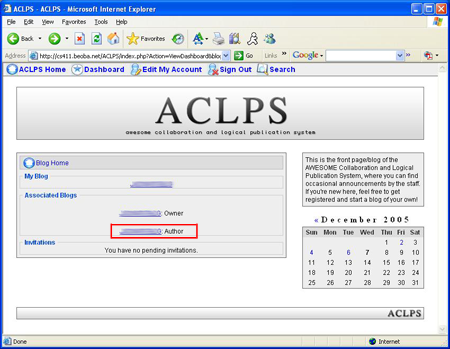 ACLPS - ACLPS - Microsoft Internet Explorer
File Edit View Favorites Tools Help
Back Search Favorites
Address http://cs411.beoba.net/ACLPS/index.php?Action=ViewDashboard&blog Go Links Google
ACLPS Home Dashboard Edit My Account Sign Out Search
ACLPS
awesome collaboration and logical publication system
Blog Home
My Blog
Associated Blogs
Owner
Author
Invitations
You have no pending invitations.
This is the front page/blog of the
AWESOME Collaboration and Logical
Publication System, where you can find
occasional announcements by the staff.
If you're new here, feel free to get
registered and start a blog of your own!
« December 2005
Sun Mon Tue Wed Thu Fri Sat
1 2 3
4 5 6 7 8 9 10
11 12 13 14 15 16 17
18 19 20 21 22 23 24
25 26 27 28 29 30 31
ACLPS
Done Internet